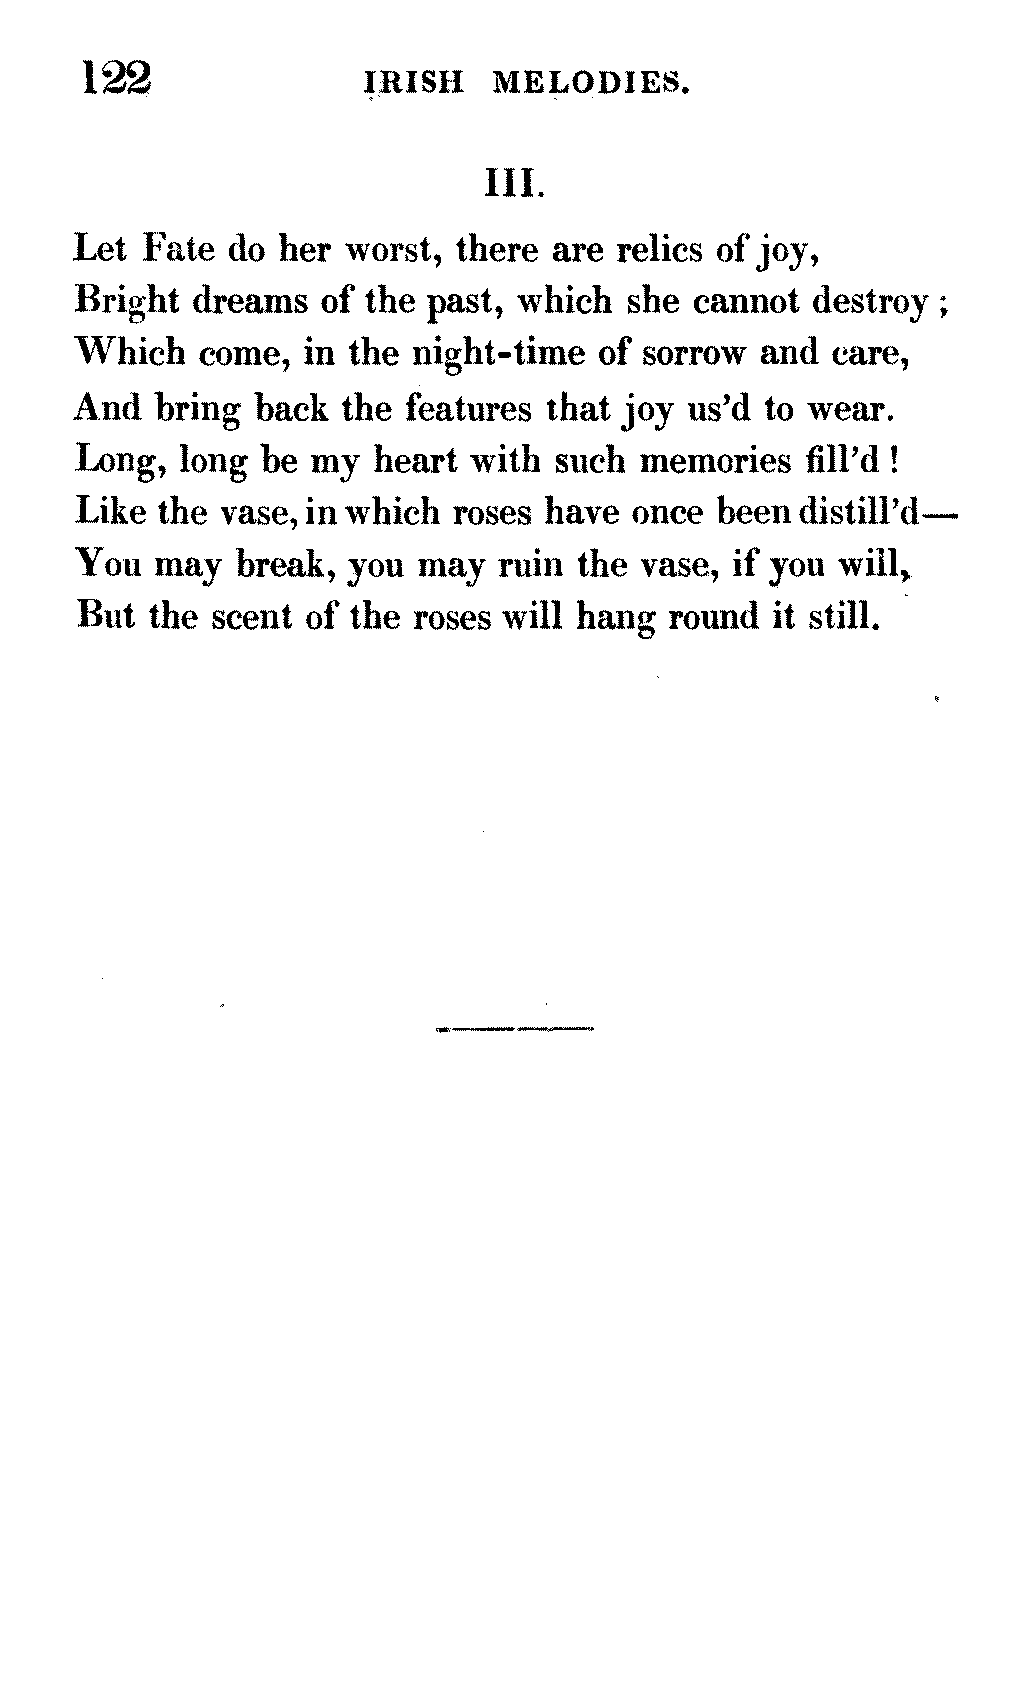 122 IRISH MELODIES.
III.
Let Fate do her worst, there are relics of joy,
Bright dreams of the past, which she cannot destroy ;
Which come, in the night-time of sorrow and care,
And bring back the features that joy us'd to wear.
Long, long be my heart with such memories fill'd !
Like the vase, in which roses have once been distill'd—
You may break, you may ruin the vase, if you will,
But the scent of the roses will hang round it still.